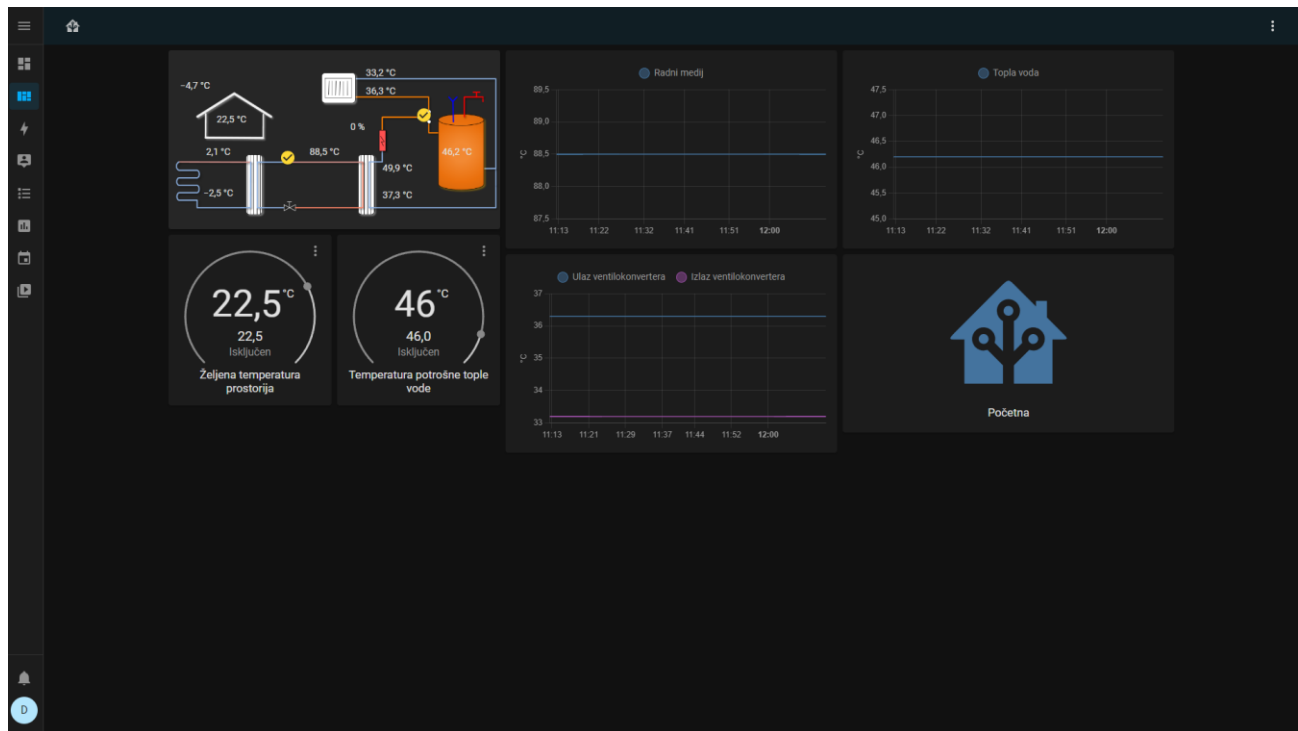 −4,7 °C
22,5 °C
33,2 °C
36,3 °C
0 %
2,1 °C
88,5 °C
46,2 °C
49,9 °C
−2,5 °C
37,3 °C
Radni medij
89,5
89,0
88,5
88,0
87,5
°C
11:13 11:22 11:32 11:41 11:51 12:00
Topla voda
47,5
47,0
46,5
46,0
45,5
45,0
°C
11:13 11:22 11:32 11:41 11:51 12:00
22,5 °C
22,5
Isključen
Željena temperatura
prostorija
46 °C
46,0
Isključen
Temperatura potrošne tople
vode
Ulaz ventilokonvertera Izlaz ventilokonvertera
37
36
35
34
33
°C
11:13 11:21 11:29 11:37 11:44 11:52 12:00
Početna
D